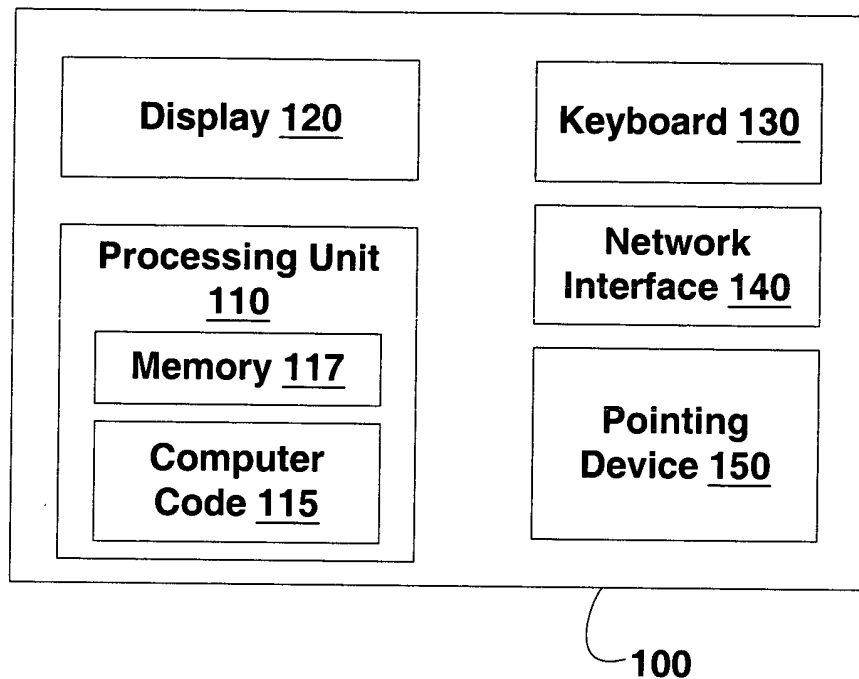 Display 120
Keyboard 130
Processing Unit
110
Memory 117
Computer
Code 115
Network
Interface 140
Pointing
Device 150
100